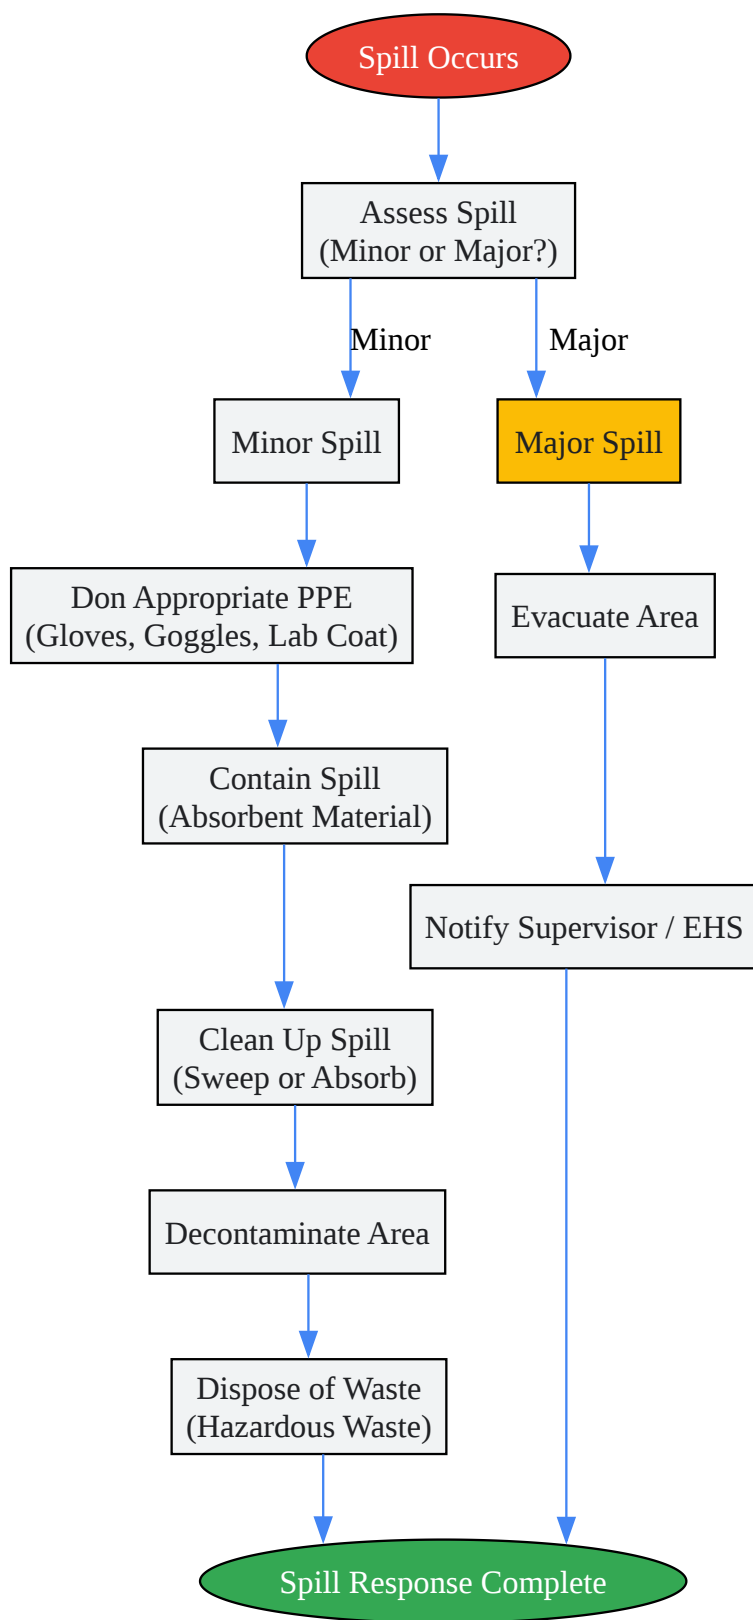 Spill Occurs
Assess Spill
(Minor or Major?)
Minor
Major
Minor Spill
Major Spill
Don Appropriate PPE
(Gloves, Goggles, Lab Coat)
Evacuate Area
Contain Spill
(Absorbent Material)
Notify Supervisor / EHS
Clean Up Spill
(Sweep or Absorb)
Decontaminate Area
Dispose of Waste
(Hazardous Waste)
Spill Response Complete